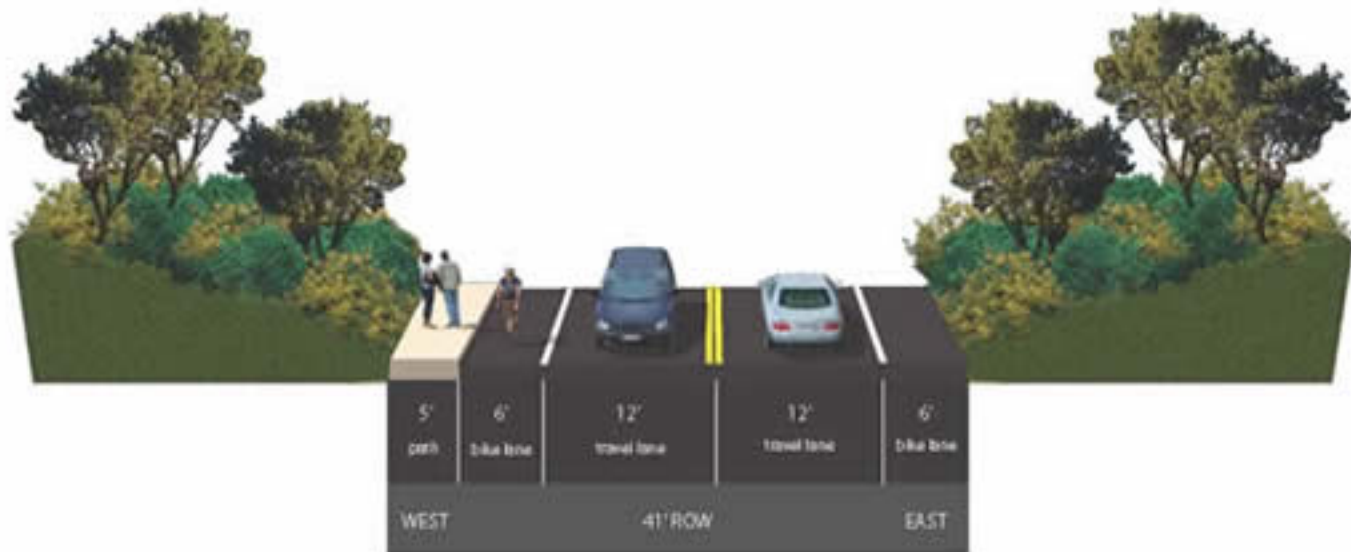 5' 6' 12' 12' 6'
path bike lane travel lane travel lane bike lane
WEST 41' ROW EAST